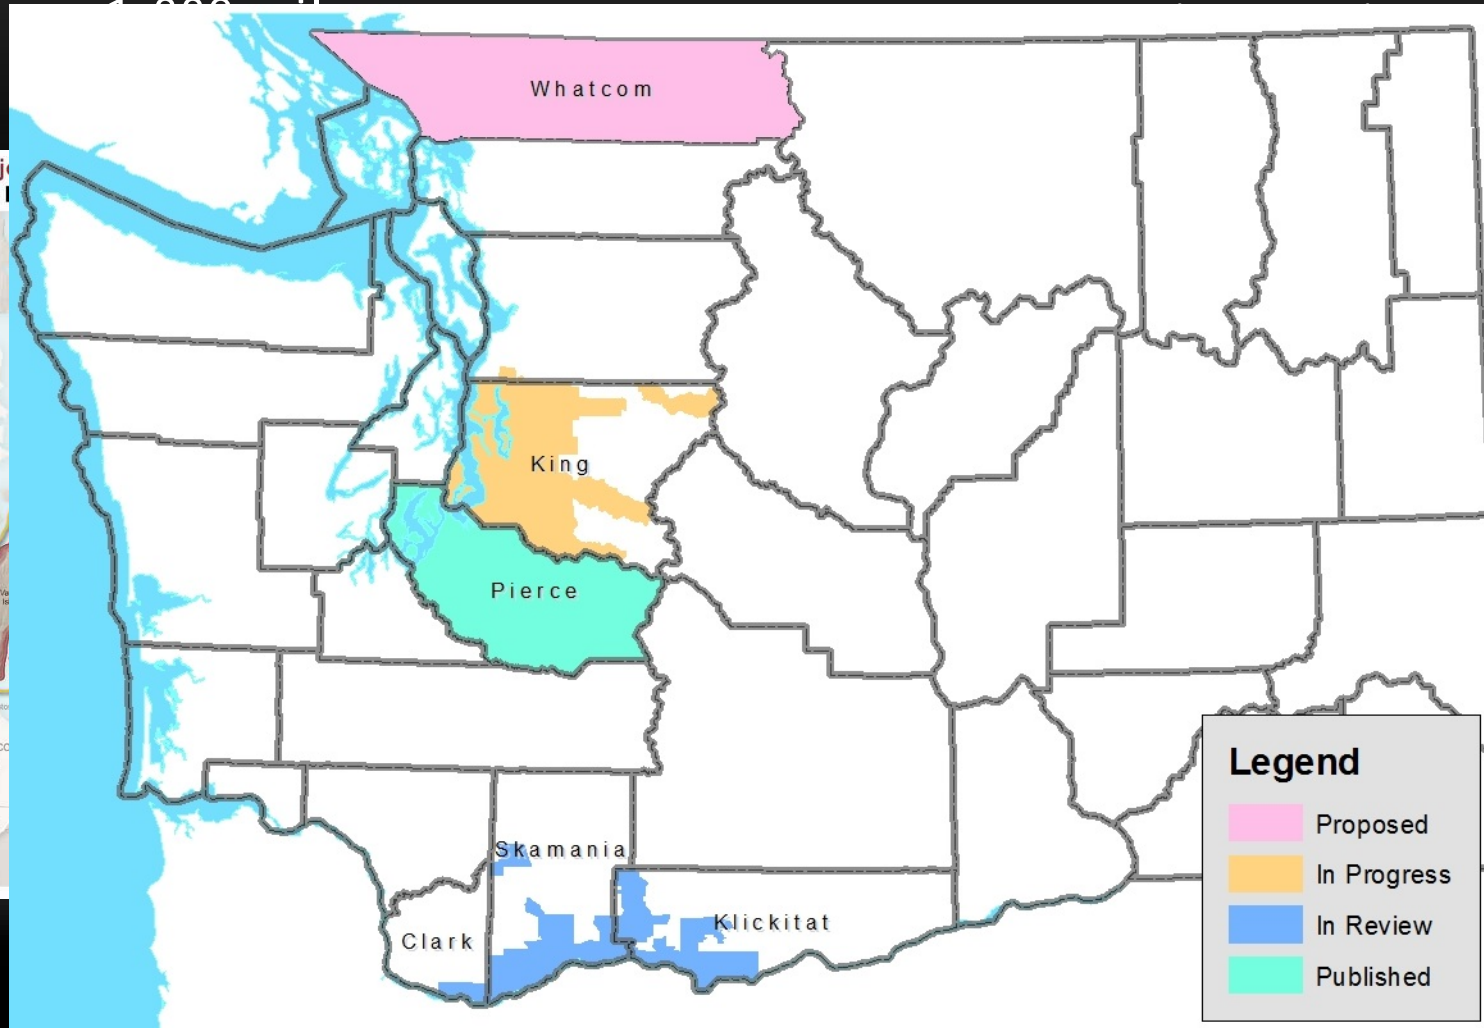 Whatcom
King
Pierce
Skamania
Klickitat
Clark
Legend
Proposed
In Progress
In Review
Published